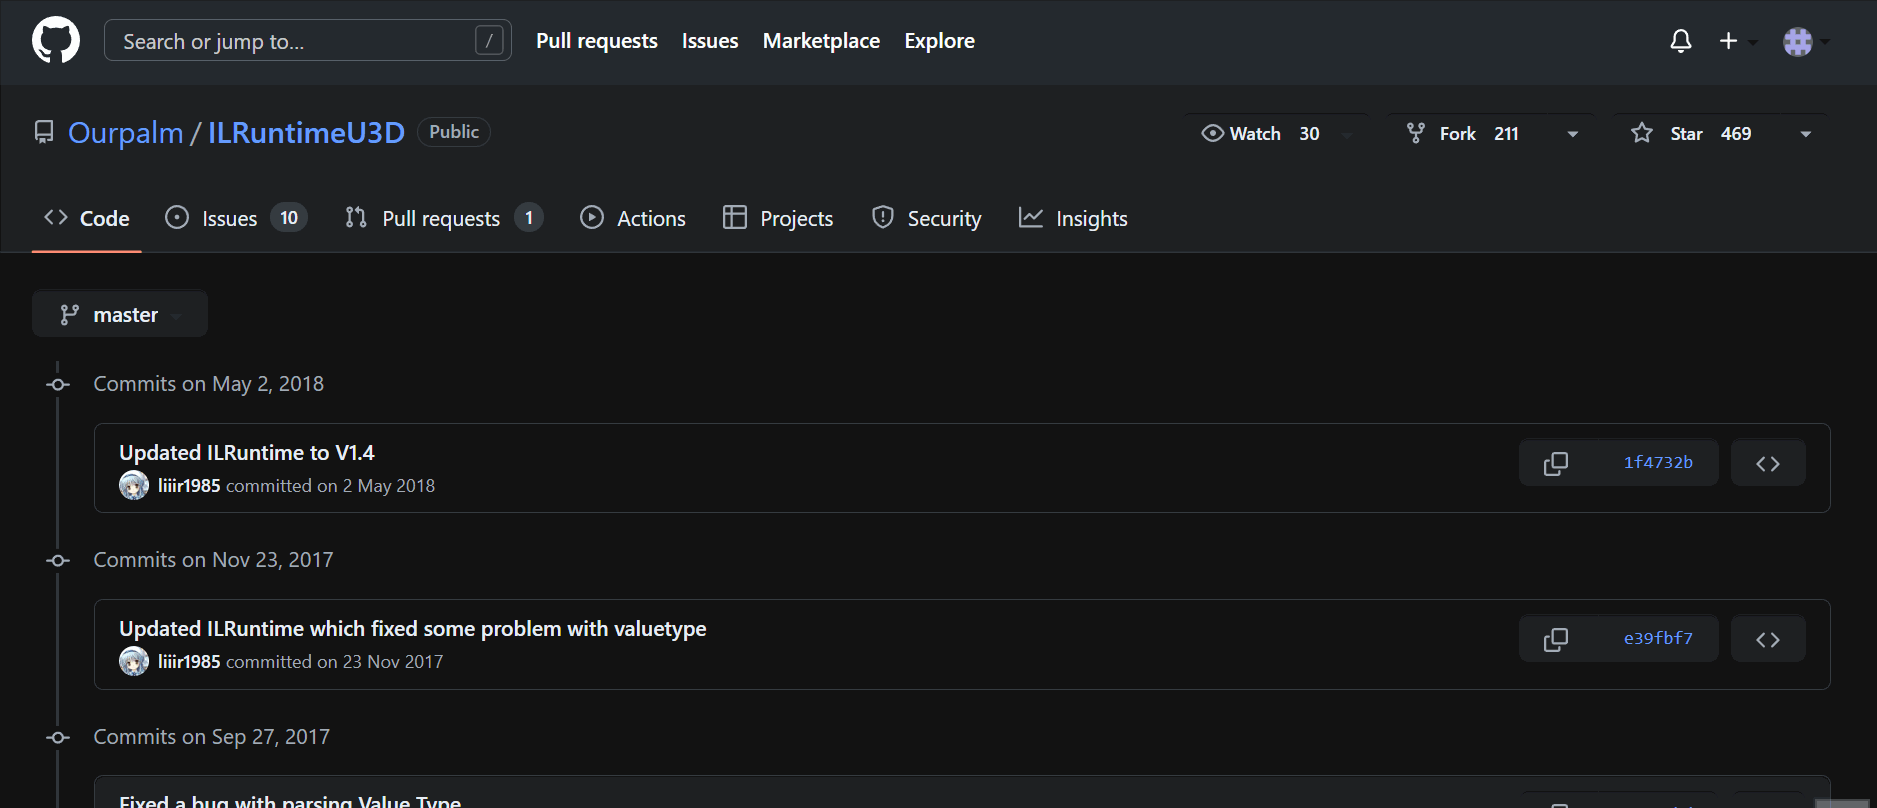 Search or jump to... /
Pull requests Issues Marketplace Explore
Ourpalm / ILRuntimeU3D Public
Watch 30 Fork 211 Star 469
Code Issues 10 Pull requests 1 Actions Projects Security Insights
master
Commits on May 2, 2018
Updated ILRuntime to V1.4
liiir1985 committed on 2 May 2018
1f4732b
Commits on Nov 23, 2017
Updated ILRuntime which fixed some problem with valuetype
liiir1985 committed on 23 Nov 2017
e39fbf7
Commits on Sep 27, 2017
Fixed a bug with parsing Value Type